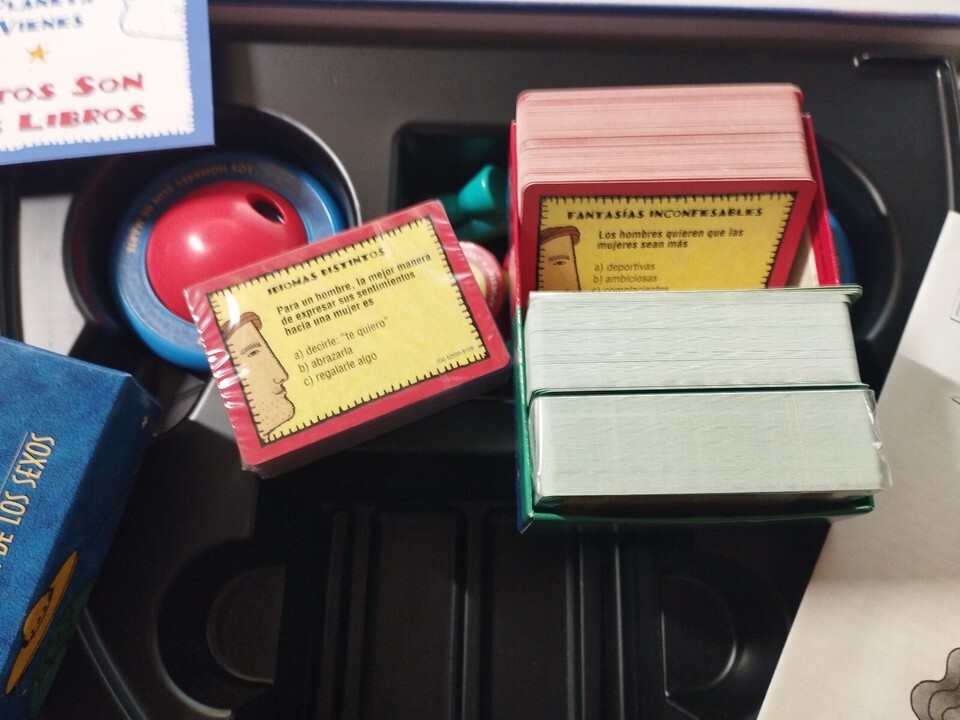 VIENES
SON
LIBROS
FANTASÍAS INCONFESABLES
Los hombres quieren que las
mujeres sean más
a) deportivas
b) ambiciosas
IDIOMAS DISTINTOS
Para un hombre, la mejor manera
de expresar sus sentimientos
hacia una mujer es
a) decirle: "te quiero"
b) abrazarla
c) regalarle algo
DE LOS SEXOS